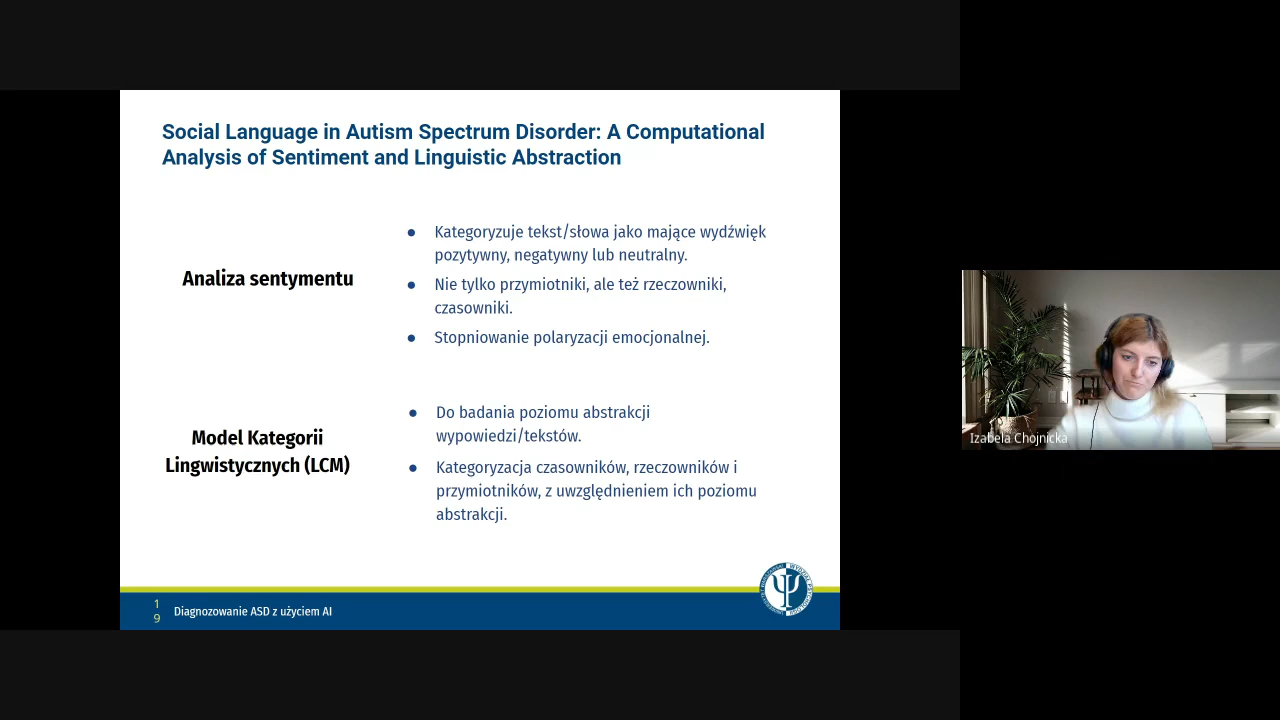 Social Language in Autism Spectrum Disorder: A Computational
Analysis of Sentiment and Linguistic Abstraction
Analiza sentymentu
● Kategoryzuje tekst/słowa jako mające wydźwięk
pozytywny, negatywny lub neutralny.
● Nie tylko przymiotniki, ale też rzeczowniki,
czasowniki.
● Stopniowanie polaryzacji emocjonalnej.
Model Kategorii
Lingwistycznych (LCM)
● Do badania poziomu abstrakcji
wypowiedzi/tekstów.
● Kategoryzacja czasowników, rzeczowników i
przymiotników, z uwzględnieniem ich poziomu
abstrakcji.
1
9
Diagnozowanie ASD z użyciem AI
Izabela Chojnicka